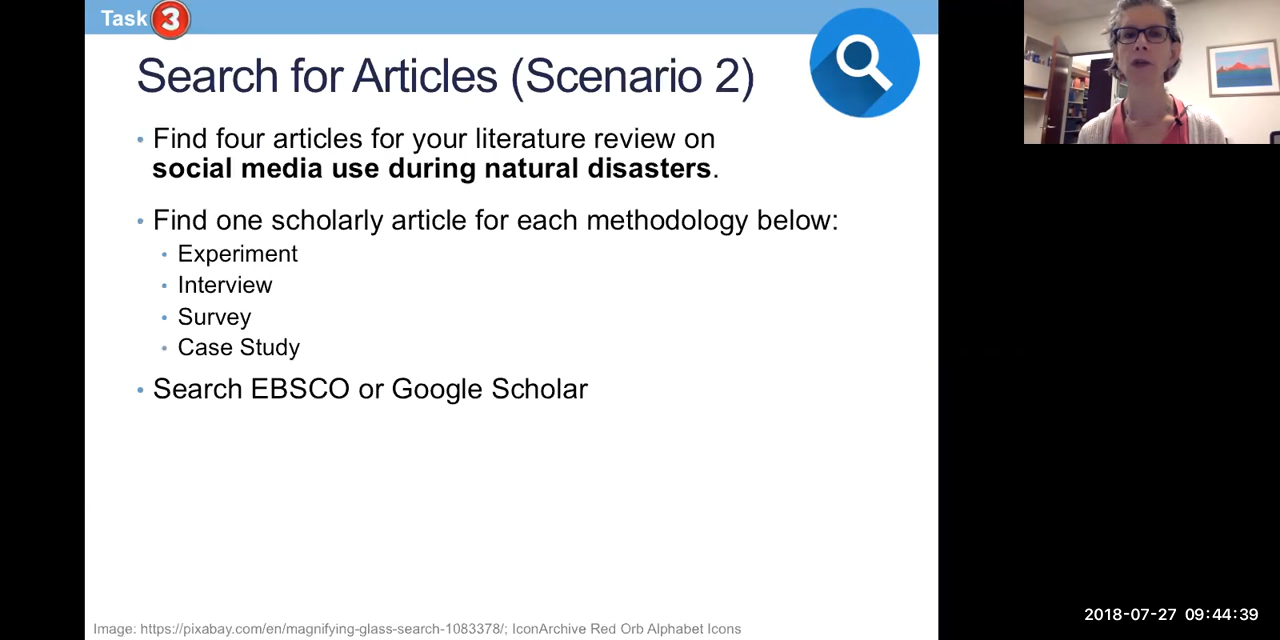 Task 3
Search for Articles (Scenario 2)
• Find four articles for your literature review on
social media use during natural disasters.
• Find one scholarly article for each methodology below:
• Experiment
• Interview
• Survey
• Case Study
• Search EBSCO or Google Scholar
Image: https://pixabay.com/en/magnifying-glass-search-1083378/; IconArchive Red Orb Alphabet Icons
2018-07-27 09:44:39